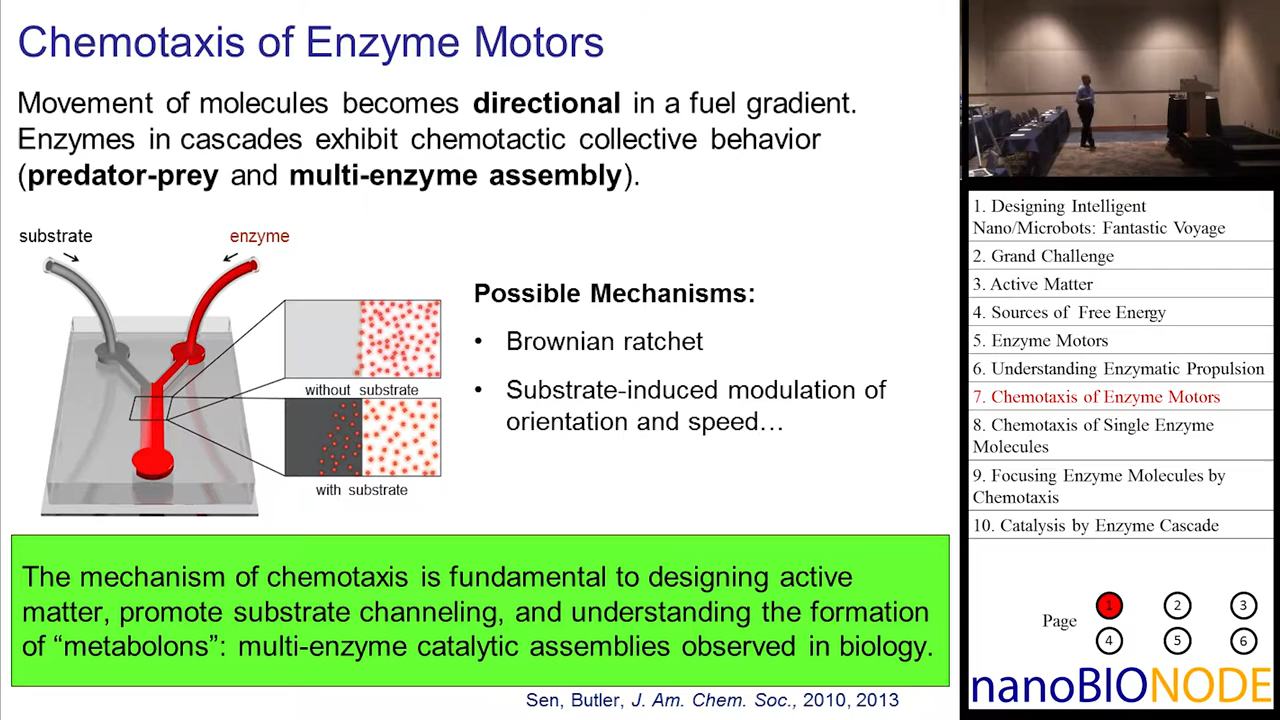 Chemotaxis of Enzyme Motors
Movement of molecules becomes directional in a fuel gradient.
Enzymes in cascades exhibit chemotactic collective behavior
(predator-prey and multi-enzyme assembly).
substrate
enzyme
without substrate
with substrate
Possible Mechanisms:
• Brownian ratchet
• Substrate-induced modulation of
orientation and speed…
The mechanism of chemotaxis is fundamental to designing active
matter, promote substrate channeling, and understanding the formation
of “metabolons”: multi-enzyme catalytic assemblies observed in biology.
Sen, Butler, J. Am. Chem. Soc., 2010, 2013
1. Designing Intelligent
Nano/Microbots: Fantastic Voyage
2. Grand Challenge
3. Active Matter
4. Sources of Free Energy
5. Enzyme Motors
6. Understanding Enzymatic Propulsion
7. Chemotaxis of Enzyme Motors
8. Chemotaxis of Single Enzyme
Molecules
9. Focusing Enzyme Molecules by
Chemotaxis
10. Catalysis by Enzyme Cascade
Page
1 2 3
4 5 6
nanoBIONODE